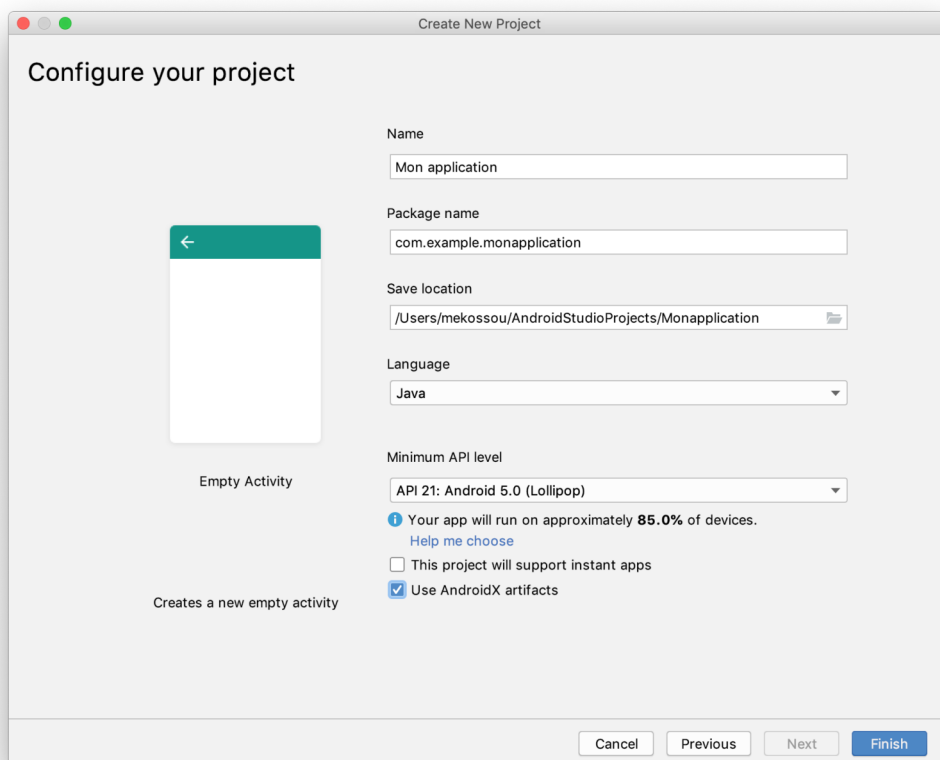 Create New Project
Configure your project
Name
Mon application
Package name
com.example.monapplication
Save location
/Users/mekossou/AndroidStudioProjects/Monapplication
Language
Java
Minimum API level
API 21: Android 5.0 (Lollipop)
Your app will run on approximately 85.0% of devices.
Help me choose
This project will support instant apps
Use AndroidX artifacts
Empty Activity
Creates a new empty activity
Cancel Previous Next Finish